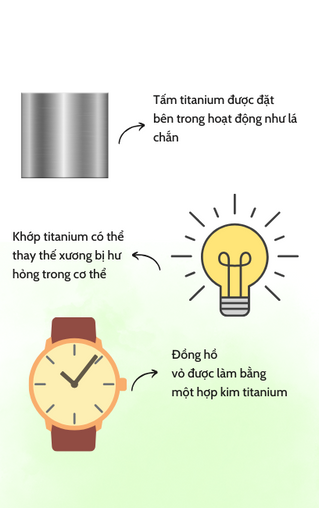 Tấm titanium được đặt
bên trong hoạt động như lá
chắn
Khớp titanium có thể
thay thế xương bị hư
hỏng trong cơ thể
Đồng hồ
vỏ được làm bằng
một hợp kim titanium